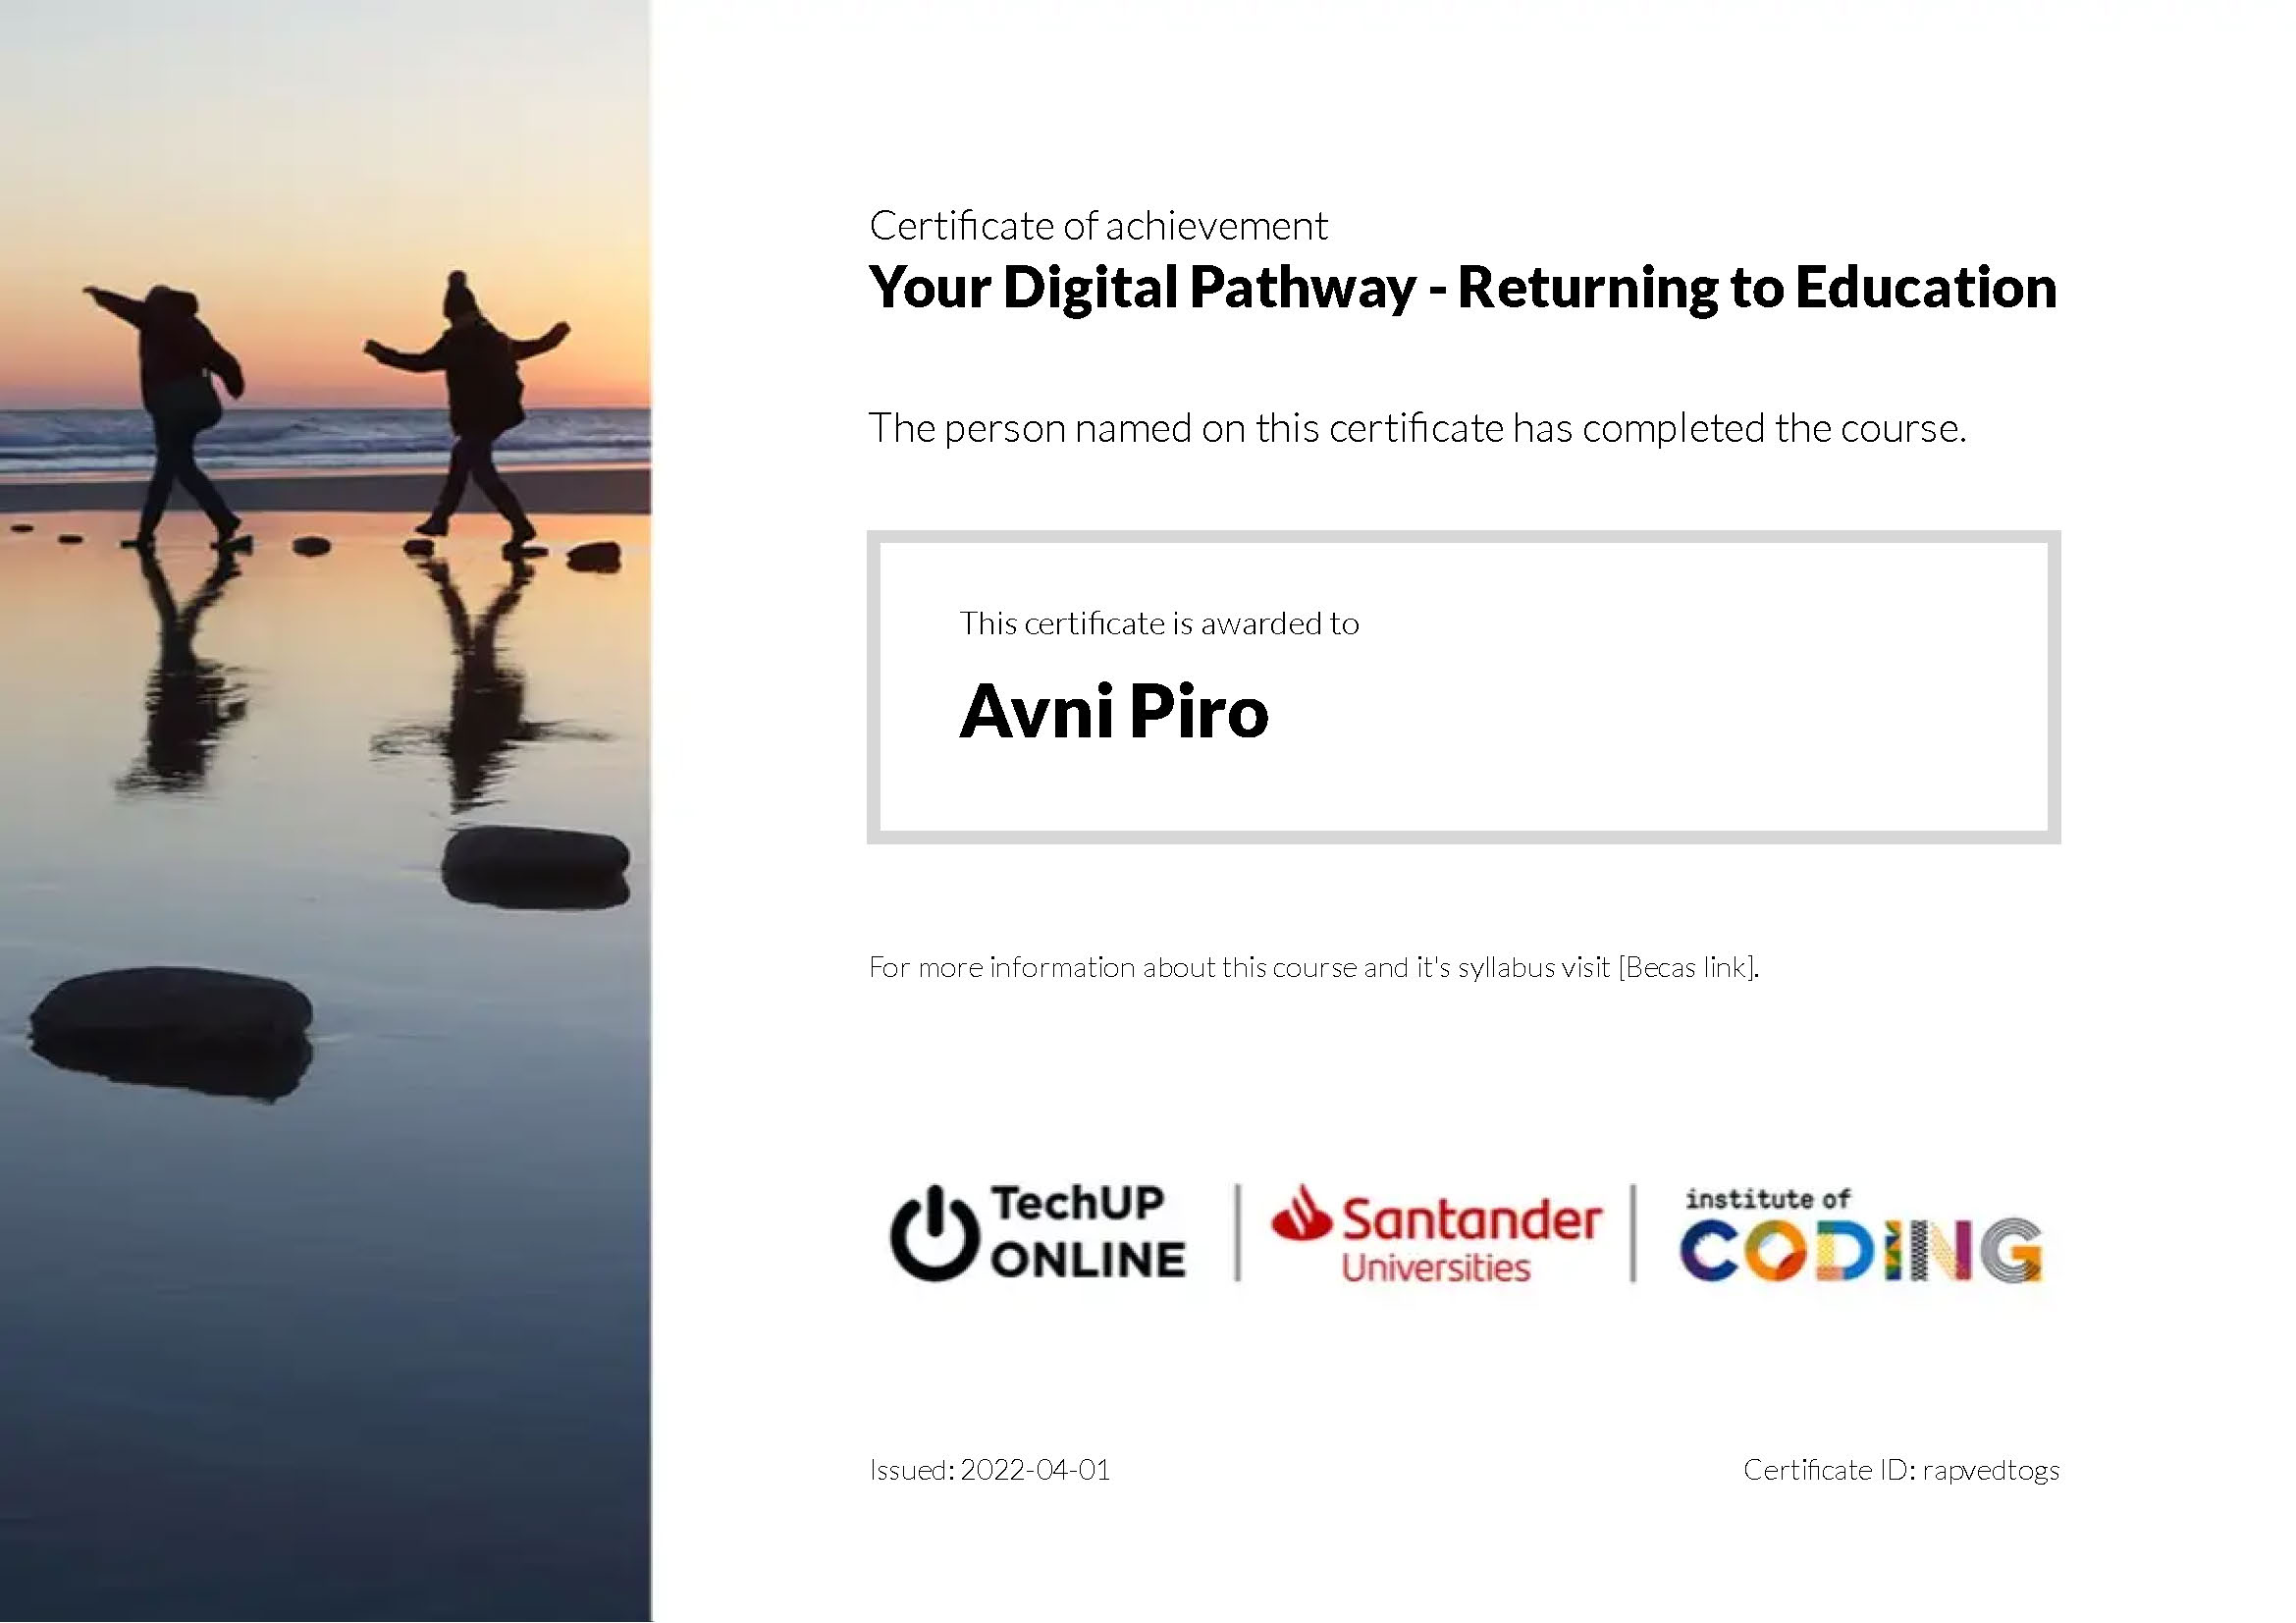 Certificate of achievement
Your Digital Pathway - Returning to Education
The person named on this certificate has completed the course.
This certificate is awarded to
Avni Piro
For more information about this course and it's syllabus visit [Becas link].
TechUP
ONLINE
Santander
Universities
institute of
CODING
Issued: 2022-04-01
Certificate ID: rapvedtogs